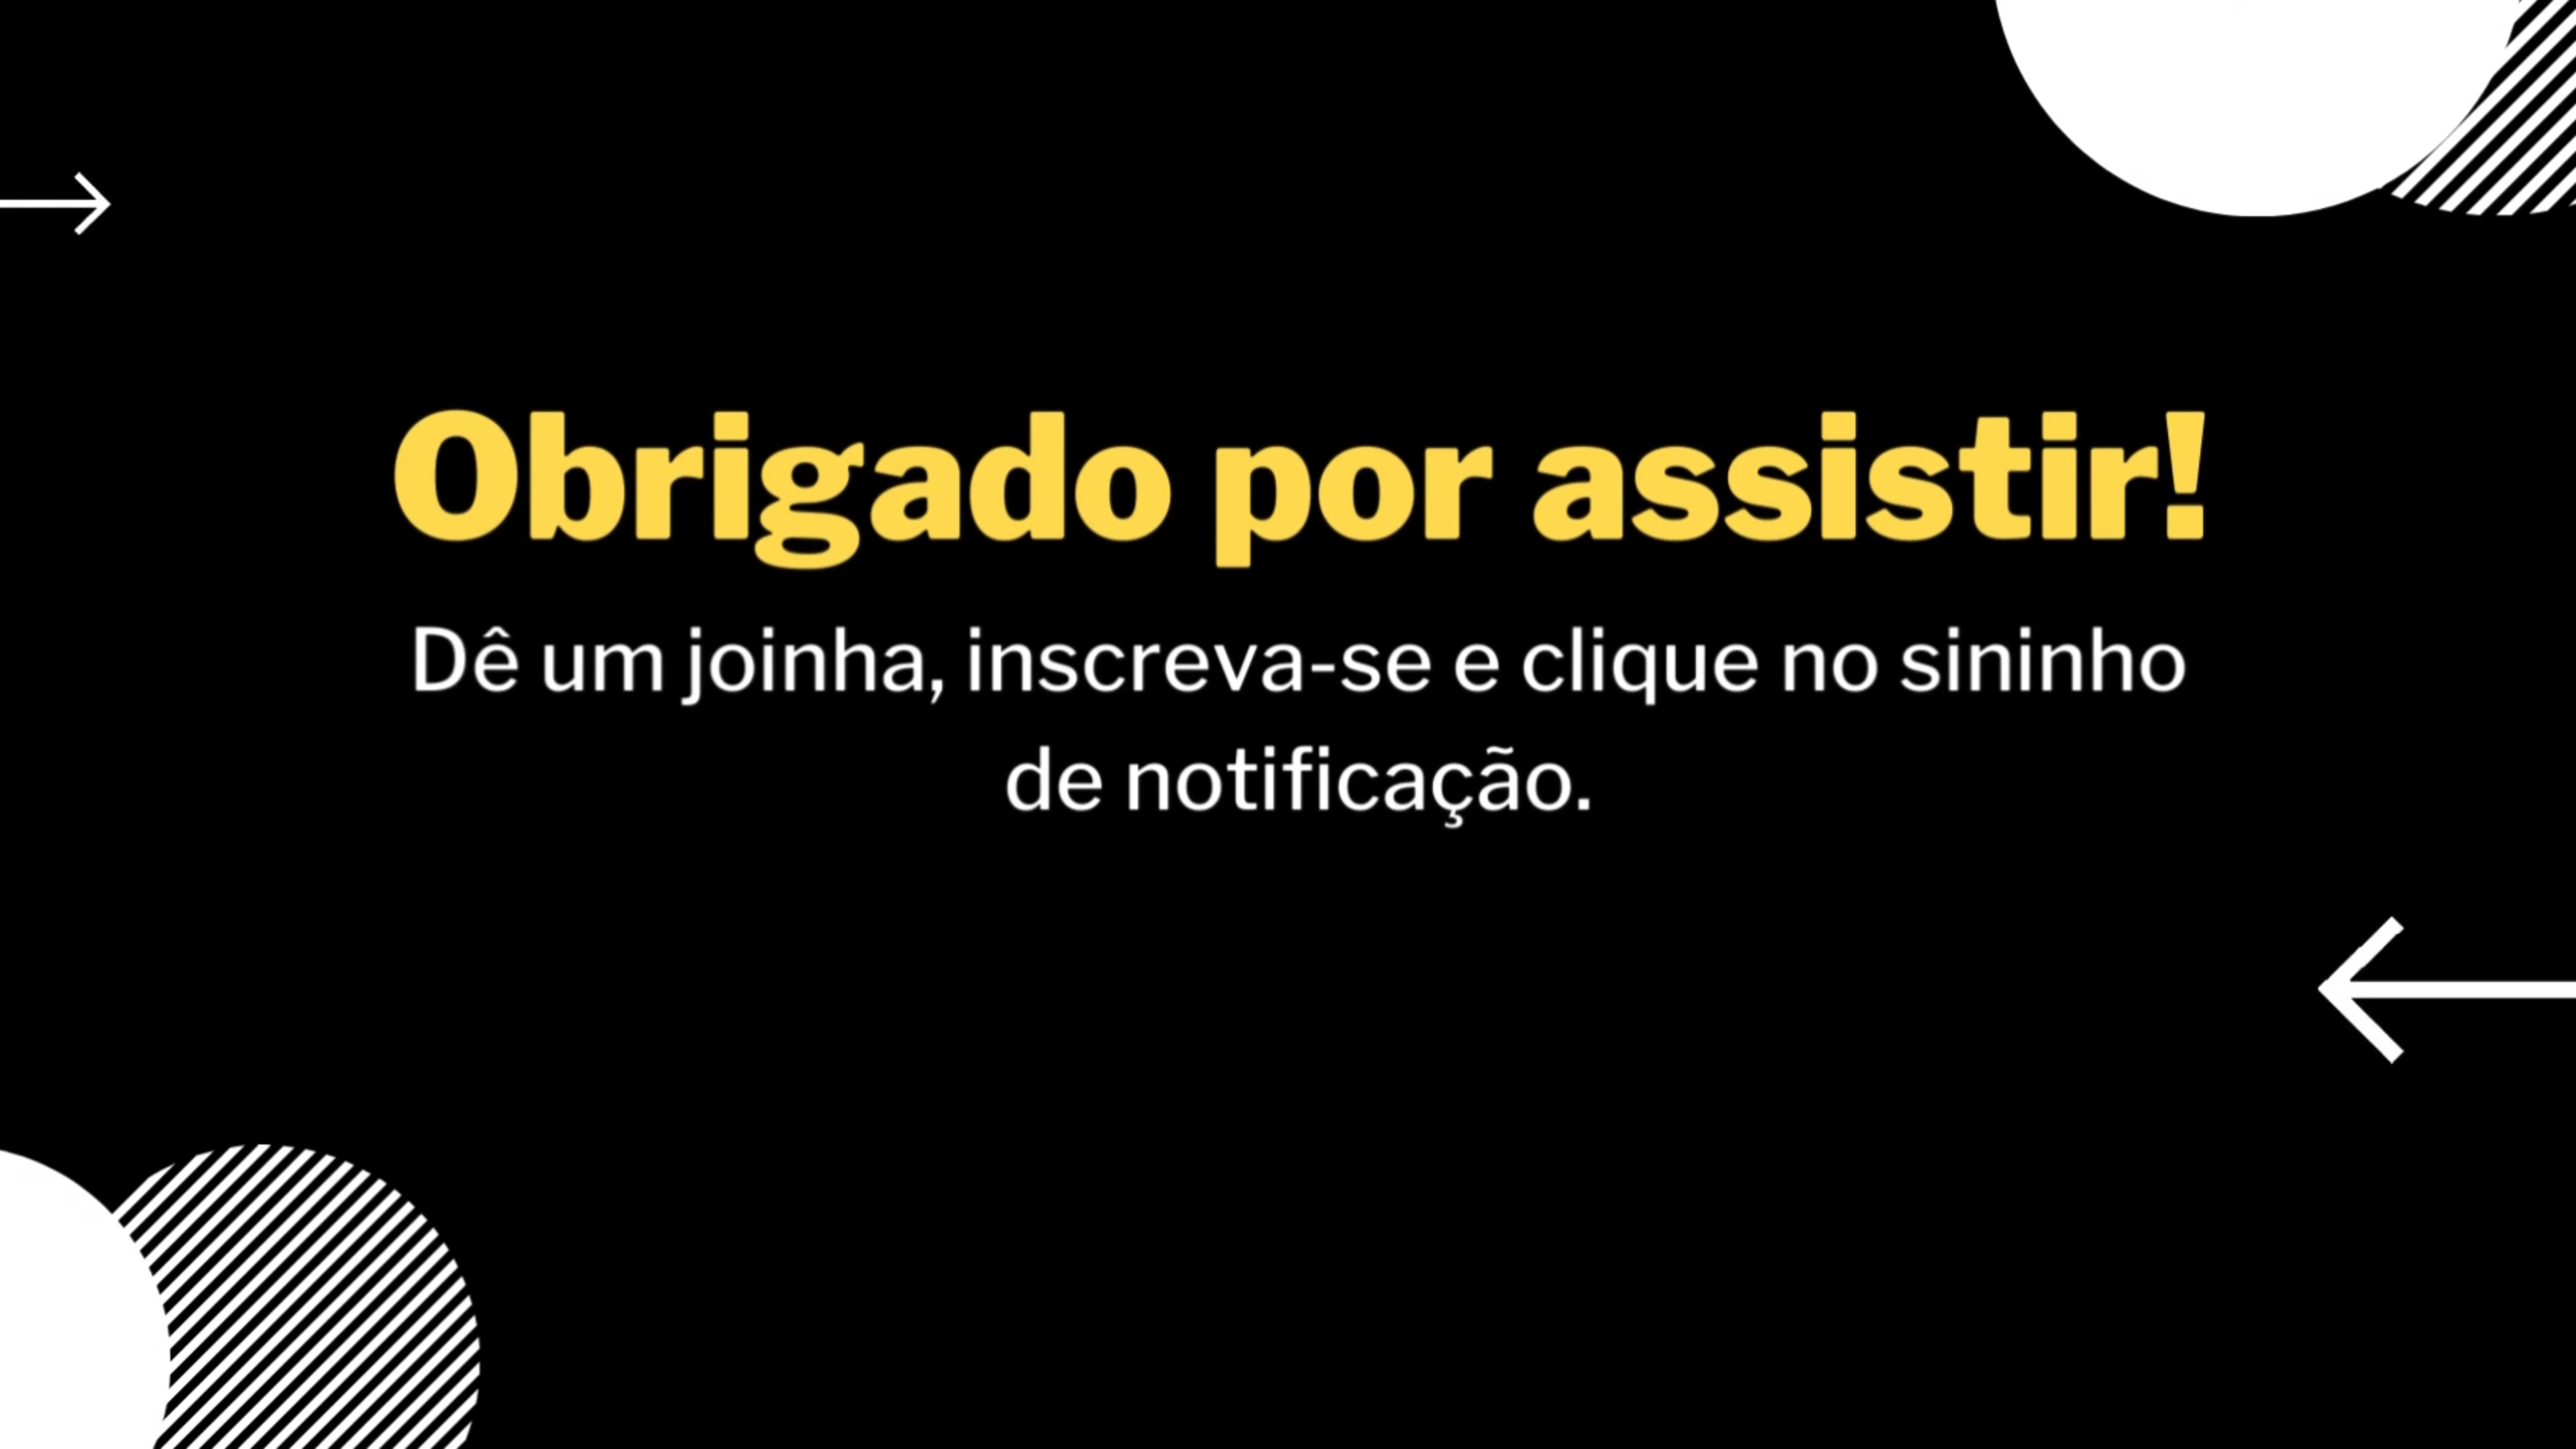 Obrigado por assistir!
Dê um joinha, inscreva-se e clique no sininho
de notificação.